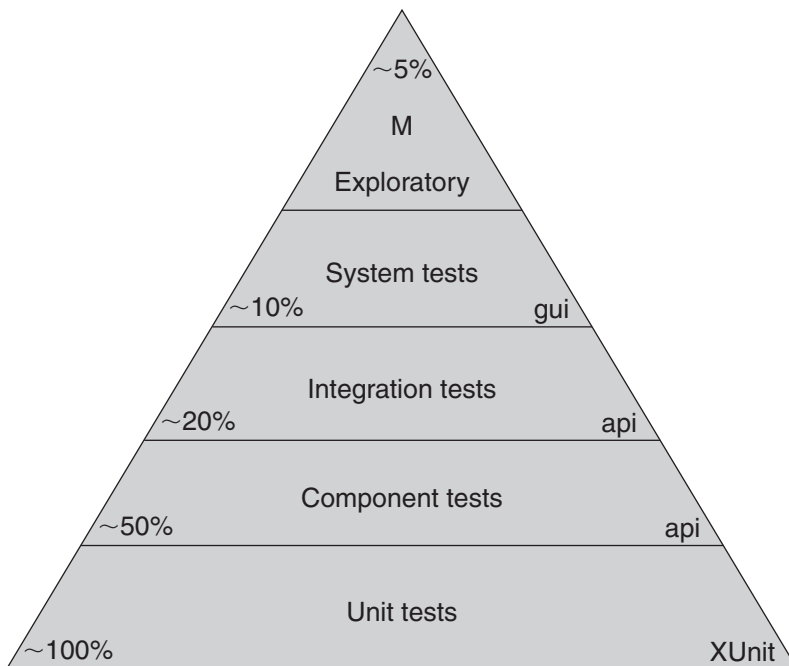 ~5%
M
Exploratory
System tests
~10%
gui
Integration tests
~20%
api
Component tests
~50%
api
Unit tests
~100%
XUnit